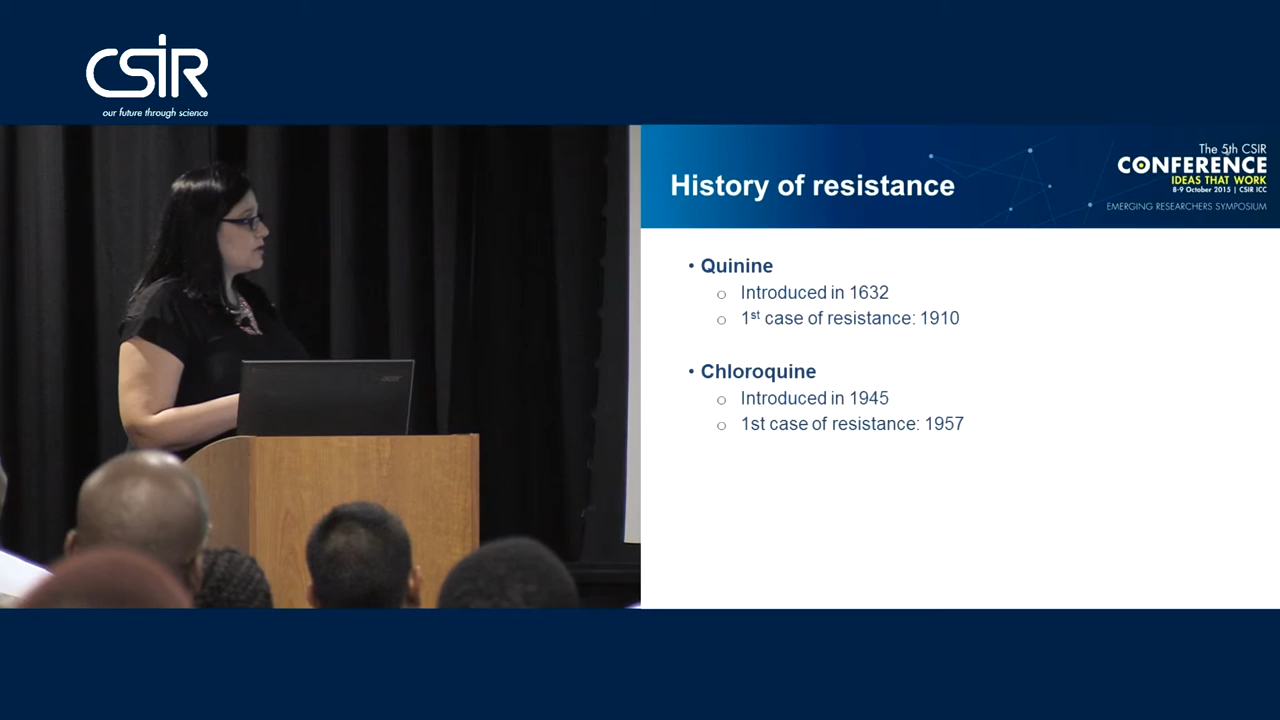 CSiR
our future through science
The 5th CSIR
CONFERENCE
IDEAS THAT WORK
8-9 October 2015 | CSIR ICC
EMERGING RESEARCHERS SYMPOSIUM
History of resistance
• Quinine
o Introduced in 1632
o 1st case of resistance: 1910
• Chloroquine
o Introduced in 1945
o 1st case of resistance: 1957
acer